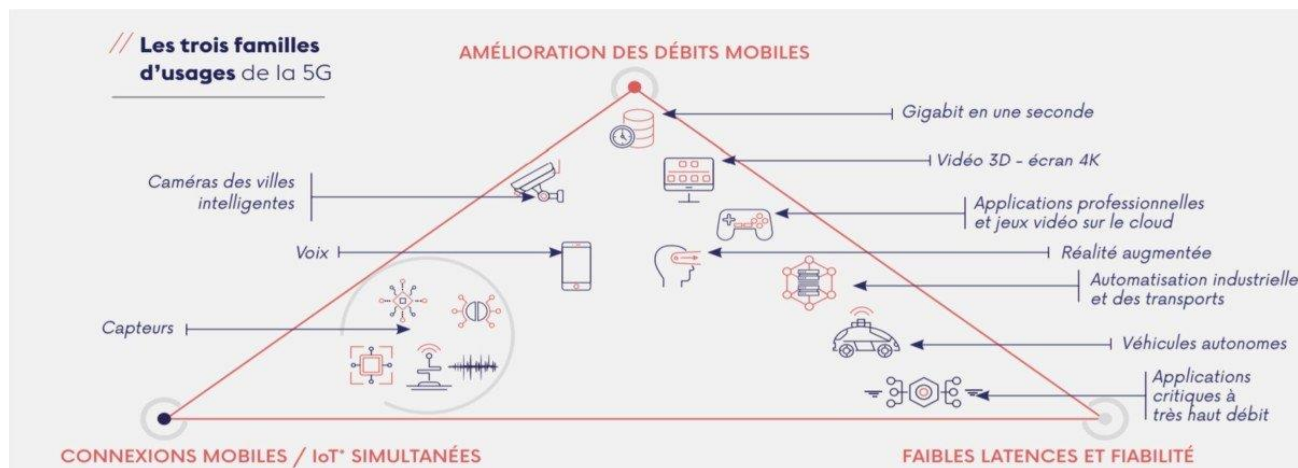 // Les trois familles
d'usages de la 5G
AMÉLIORATION DES DÉBITS MOBILES
Gigabit en une seconde
Vidéo 3D - écran 4K
Caméras des villes
intelligentes
Applications professionnelles
et jeux vidéo sur le cloud
Voix
Réalité augmentée
Automatisation industrielle
et des transports
Capteurs
Véhicules autonomes
Applications
critiques à
très haut débit
CONNEXIONS MOBILES / IoT* SIMULTANÉES
FAIBLES LATENCES ET FIABILITÉ